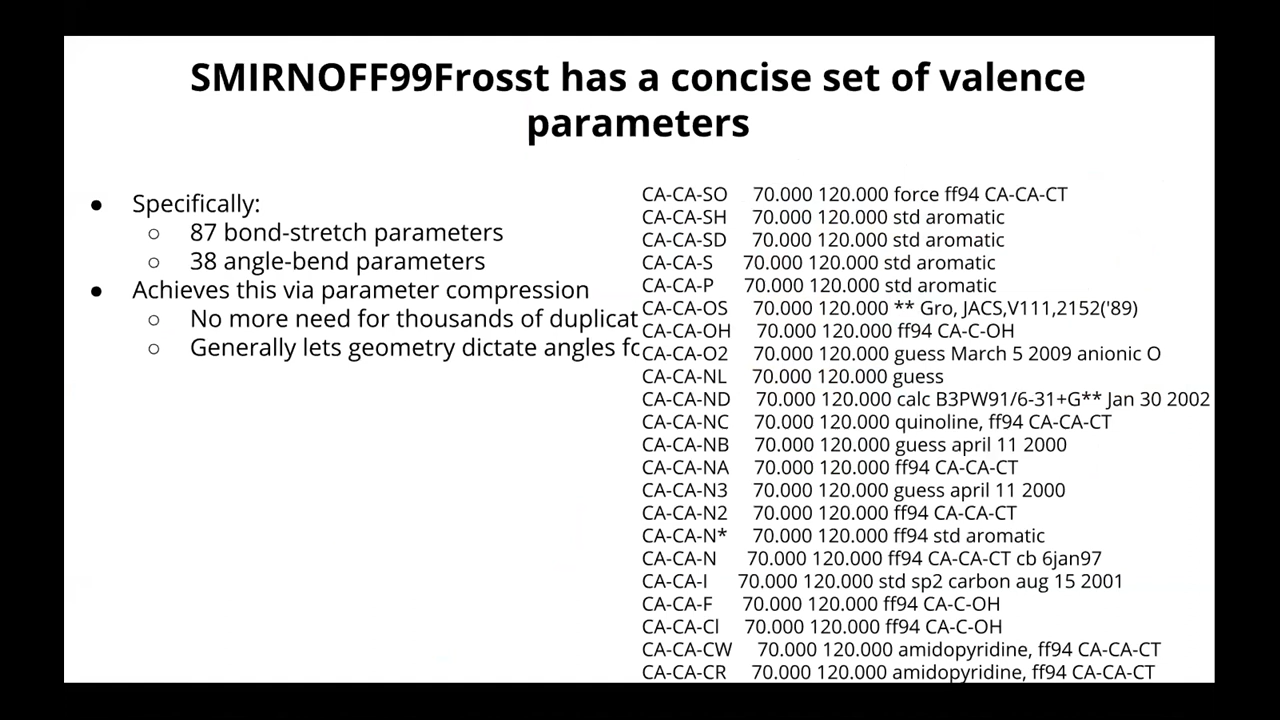 SMIRNOFF99Frosst has a concise set of valence
parameters
● Specifically:
○ 87 bond-stretch parameters
○ 38 angle-bend parameters
● Achieves this via parameter compression
○ No more need for thousands of duplicat
○ Generally lets geometry dictate angles fo
CA-CA-SO 70.000 120.000 force ff94 CA-CA-CT
CA-CA-SH 70.000 120.000 std aromatic
CA-CA-SD 70.000 120.000 std aromatic
CA-CA-S 70.000 120.000 std aromatic
CA-CA-P 70.000 120.000 std aromatic
CA-CA-OS 70.000 120.000 ** Gro, JACS,V111,2152('89)
CA-CA-OH 70.000 120.000 ff94 CA-C-OH
CA-CA-O2 70.000 120.000 guess March 5 2009 anionic O
CA-CA-NL 70.000 120.000 guess
CA-CA-ND 70.000 120.000 calc B3PW91/6-31+G** Jan 30 2002
CA-CA-NC 70.000 120.000 quinoline, ff94 CA-CA-CT
CA-CA-NB 70.000 120.000 guess april 11 2000
CA-CA-NA 70.000 120.000 ff94 CA-CA-CT
CA-CA-N3 70.000 120.000 guess april 11 2000
CA-CA-N2 70.000 120.000 ff94 CA-CA-CT
CA-CA-N* 70.000 120.000 ff94 std aromatic
CA-CA-N 70.000 120.000 ff94 CA-CA-CT cb 6jan97
CA-CA-I 70.000 120.000 std sp2 carbon aug 15 2001
CA-CA-F 70.000 120.000 ff94 CA-C-OH
CA-CA-Cl 70.000 120.000 ff94 CA-C-OH
CA-CA-CW 70.000 120.000 amidopyridine, ff94 CA-CA-CT
CA-CA-CR 70.000 120.000 amidopyridine, ff94 CA-CA-CT